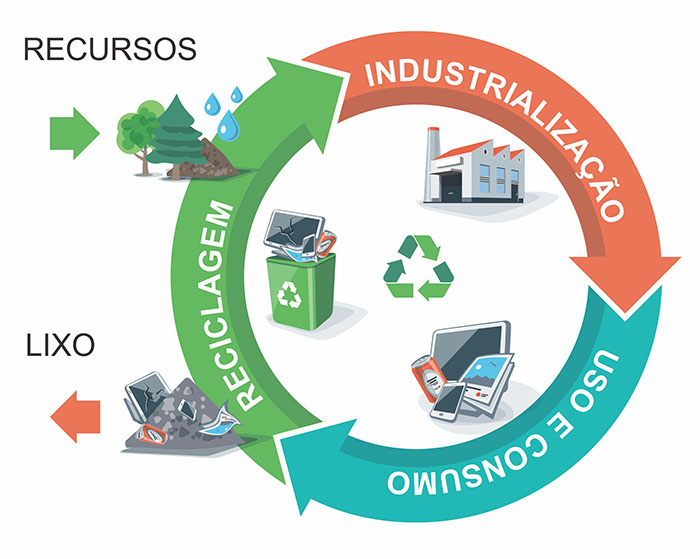 RECURSOS
INDUSTRIALIZAÇÃO
RECICLAGEM
LIXO
USO E CONSUMO